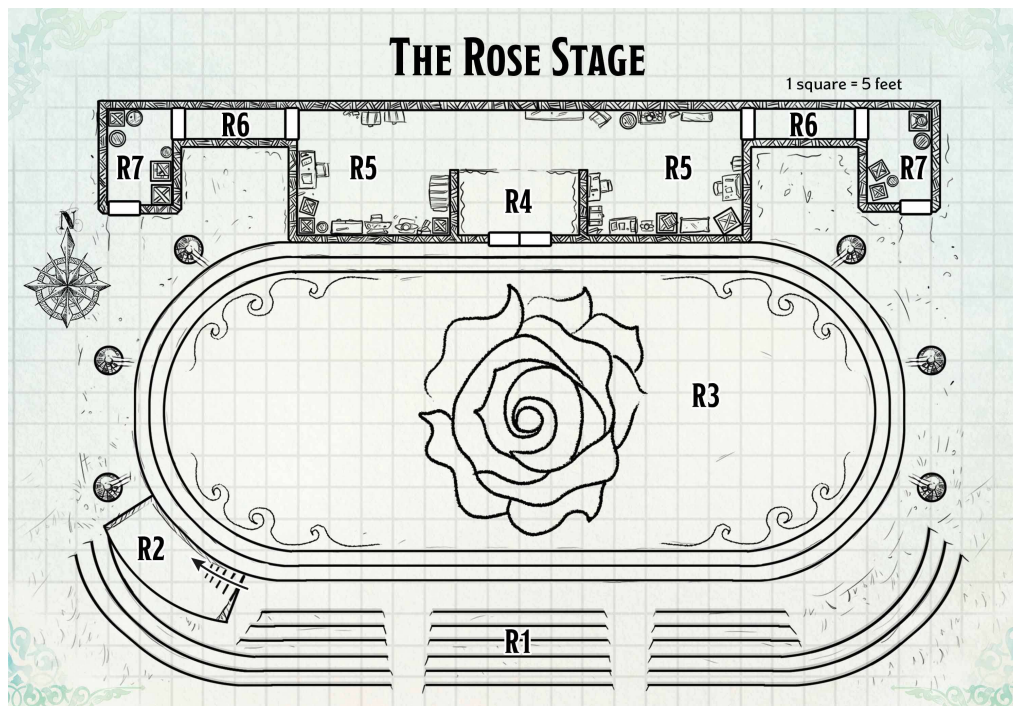 THE ROSE STAGE
1 square = 5 feet
R6
R6
R7
R5
R5
R7
R4
N
R3
R2
R1